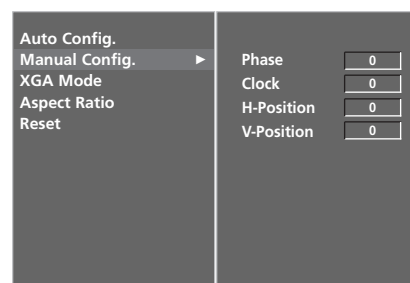 Auto Config.
Manual Config. ►
XGA Mode
Aspect Ratio
Reset
Phase 0
Clock 0
H-Position 0
V-Position 0